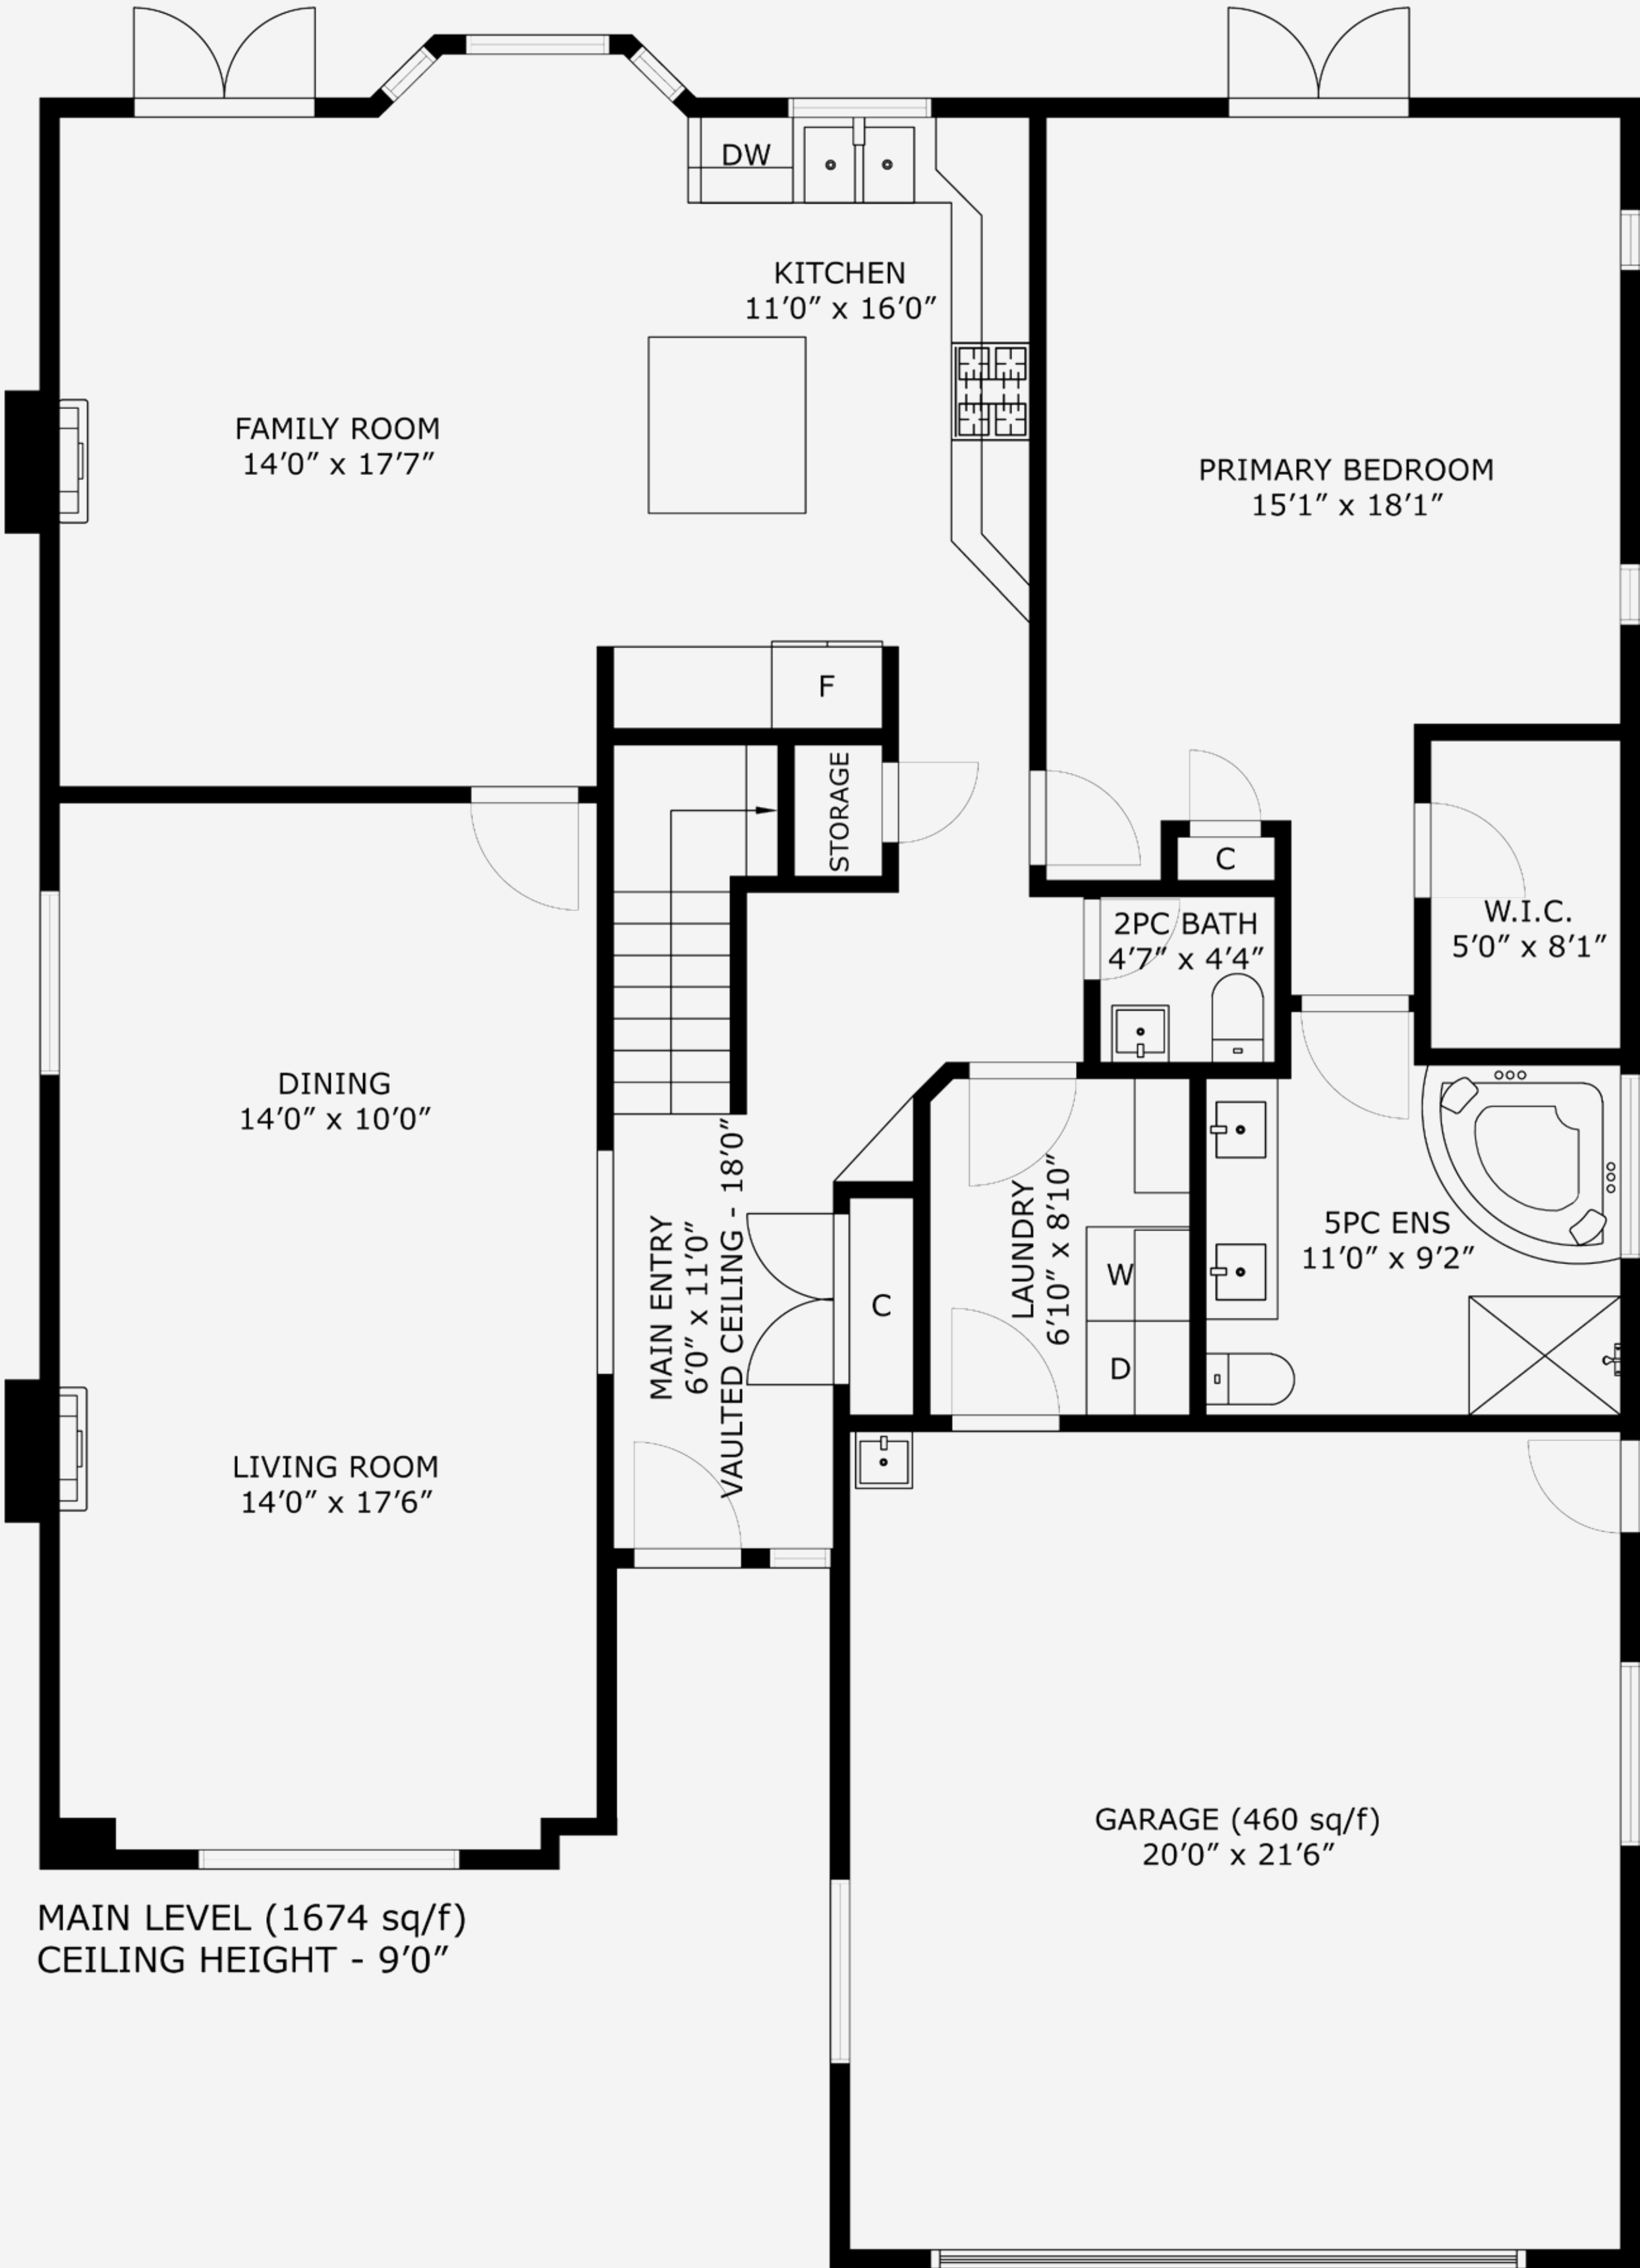 DW
KITCHEN
11'0" x 16'0"
FAMILY ROOM
14'0" x 17'7"
PRIMARY BEDROOM
15'1" x 18'1"
F
STORAGE
C
2PC BATH
4'7" x 4'4"
W.I.C.
5'0" x 8'1"
DINING
14'0" x 10'0"
MAIN ENTRY
6'0" x 11'0"
VAULTED CEILING - 18'0"
C
LAUNDRY
6'10" x 8'10"
W
D
5PC ENS
11'0" x 9'2"
LIVING ROOM
14'0" x 17'6"
GARAGE (460 sq/f)
20'0" x 21'6"
MAIN LEVEL (1674 sq/f)
CEILING HEIGHT - 9'0"